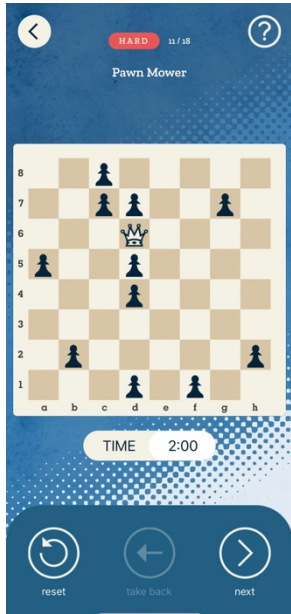 HARD 11/18
?
Pawn Mower
8
7
6
5
4
3
2
1
a b c d e f g h
TIME 2:00
reset take back next